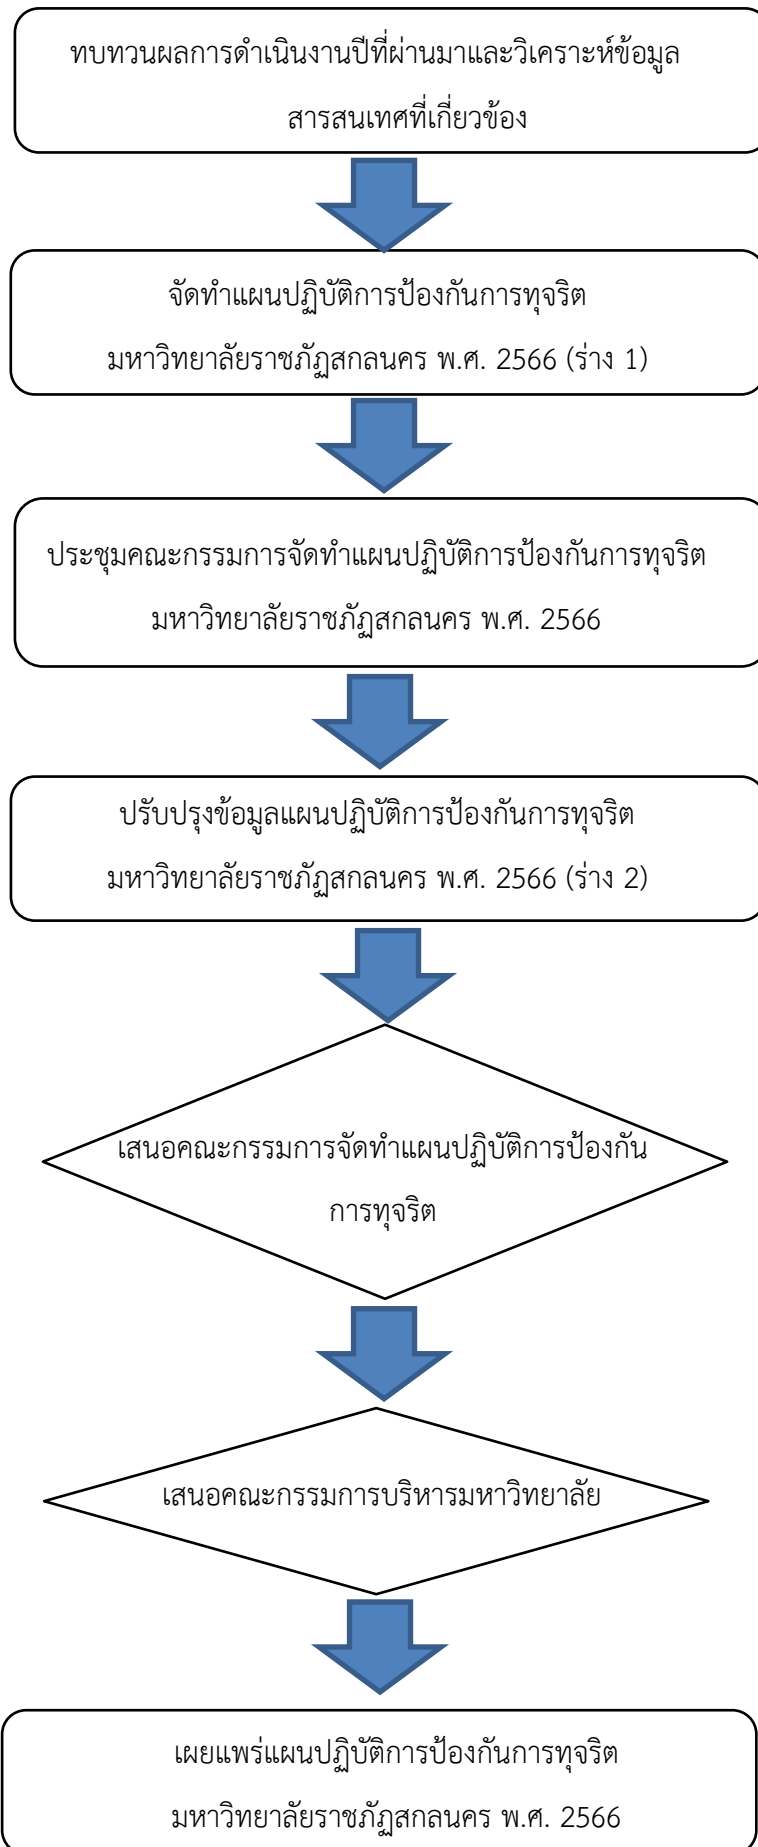 ทบทวนผลการดำเนินงานปีที่ผ่านมาและวิเคราะห์ข้อมูล
สารสนเทศที่เกี่ยวข้อง
จัดทำแผนปฏิบัติการป้องกันการทุจริต
มหาวิทยาลัยราชภัฏสกลนคร พ.ศ. 2566 (ร่าง 1)
ประชุมคณะกรรมการจัดทำแผนปฏิบัติการป้องกันการทุจริต
มหาวิทยาลัยราชภัฏสกลนคร พ.ศ. 2566
ปรับปรุงข้อมูลแผนปฏิบัติการป้องกันการทุจริต
มหาวิทยาลัยราชภัฏสกลนคร พ.ศ. 2566 (ร่าง 2)
เสนอคณะกรรมการจัดทำแผนปฏิบัติการป้องกัน
การทุจริต
เสนอคณะกรรมการบริหารมหาวิทยาลัย
เผยแพร่แผนปฏิบัติการป้องกันการทุจริต
มหาวิทยาลัยราชภัฏสกลนคร พ.ศ. 2566